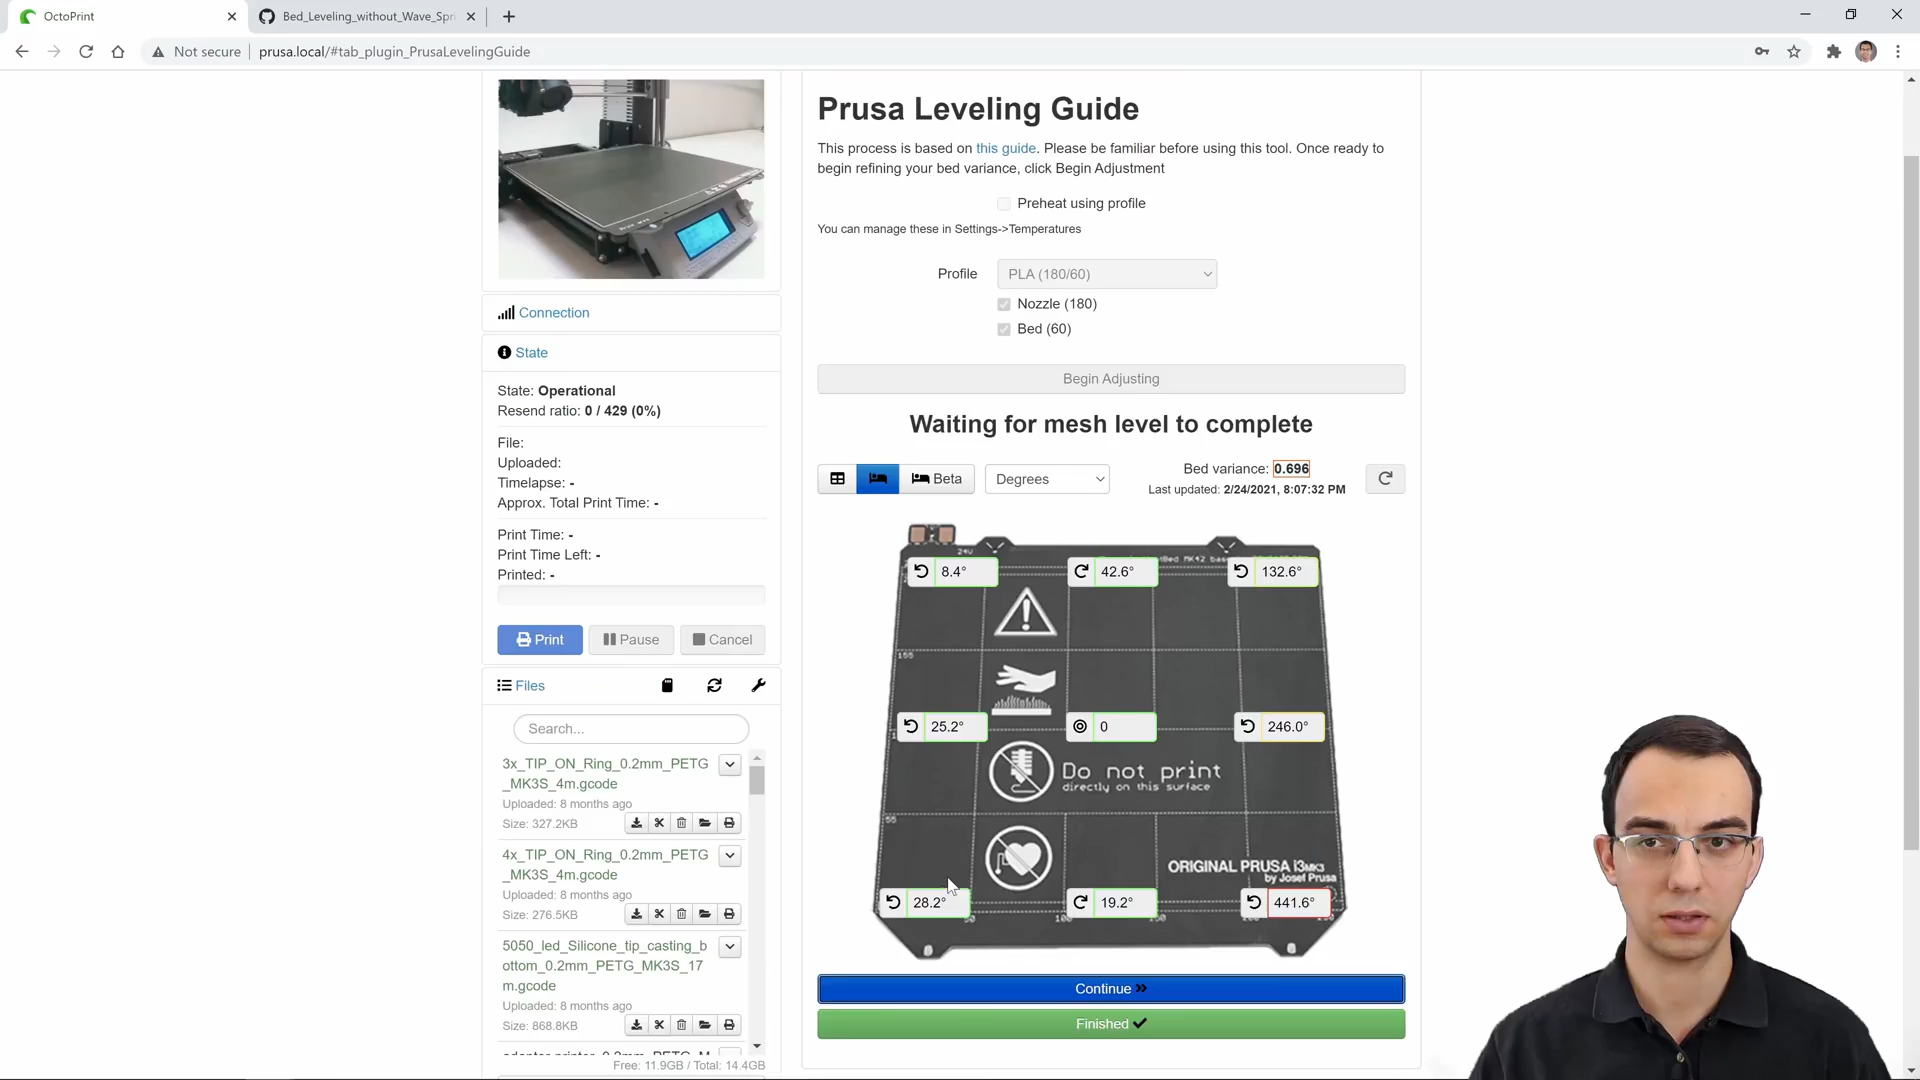 OctoPrint
Bed_Leveling_without_Wave_Spri
Not secure
prusa.local/#tab_plugin_PrusaLevelingGuide
Connection
State
State: Operational
Resend ratio: 0 / 429 (0%)
File:
Uploaded:
Timelapse: -
Approx. Total Print Time: -
Print Time: -
Print Time Left: -
Printed: -
Print
Pause
Cancel
Files
Search...
3x_TIP_ON_Ring_0.2mm_PETG
_MK3S_4m.gcode
Uploaded: 8 months ago
Size: 327.2KB
4x_TIP_ON_Ring_0.2mm_PETG
_MK3S_4m.gcode
Uploaded: 8 months ago
Size: 276.5KB
5050_led_Silicone_tip_casting_b
ottom_0.2mm_PETG_MK3S_17
m.gcode
Uploaded: 8 months ago
Size: 868.8KB
Free: 11.9GB / Total: 14.4GB
Prusa Leveling Guide
This process is based on this guide. Please be familiar before using this tool. Once ready to
begin refining your bed variance, click Begin Adjustment
Preheat using profile
You can manage these in Settings->Temperatures
Profile
PLA (180/60)
Nozzle (180)
Bed (60)
Begin Adjusting
Waiting for mesh level to complete
Beta
Degrees
Bed variance: 0.696
Last updated: 2/24/2021, 8:07:32 PM
24V
8.4°
42.6°
132.6°
155
25.2°
0
246.0°
Do not print
directly on this surface
55
ORIGINAL PRUSA i3MK3
by Josef Prusa
28.2°
19.2°
441.6°
Continue
Finished